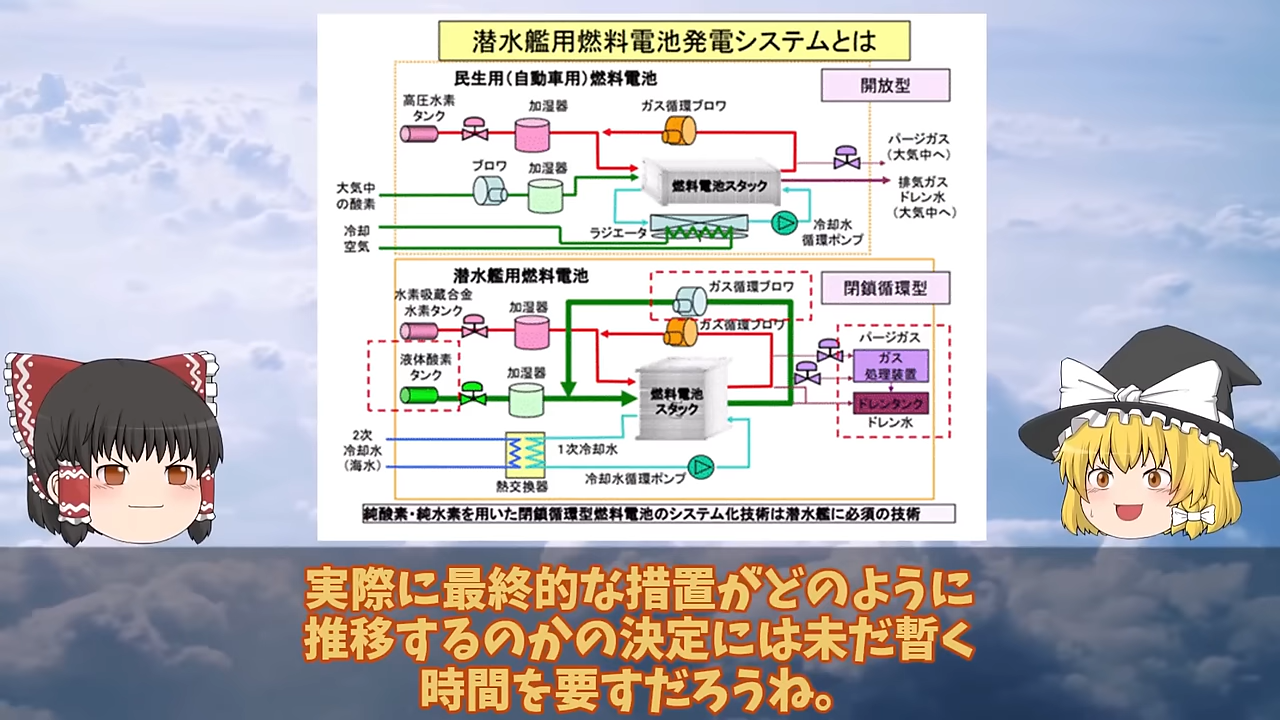 潜水艦用燃料電池発電システムとは
民生用(自動車用)燃料電池
開放型
高圧水素
タンク
加湿器
ガス循環ブロワ
パージガス
(大気中へ)
ブロワ
加湿器
大気中
の酸素
燃料電池スタック
排気ガス
ドレン水
(大気中へ)
冷却
空気
ラジエータ
冷却水
循環ポンプ
潜水艦用燃料電池
閉鎖循環型
水素吸蔵合金
水素タンク
加湿器
ガス循環ブロワ
ガス循環ブロワ
パージガス
ガス
処理装置
液体酸素
タンク
加湿器
燃料電池
スタック
ドレンタンク
ドレン水
2次
冷却水
(海水)
1次冷却水
冷却水循環ポンプ
熱交換器
純酸素・純水素を用いた閉鎖循環型燃料電池のシステム化技術は潜水艦に必須の技術
実際に最終的な措置がどのように
推移するのかの決定には未だ暫く
時間を要すだろうね。